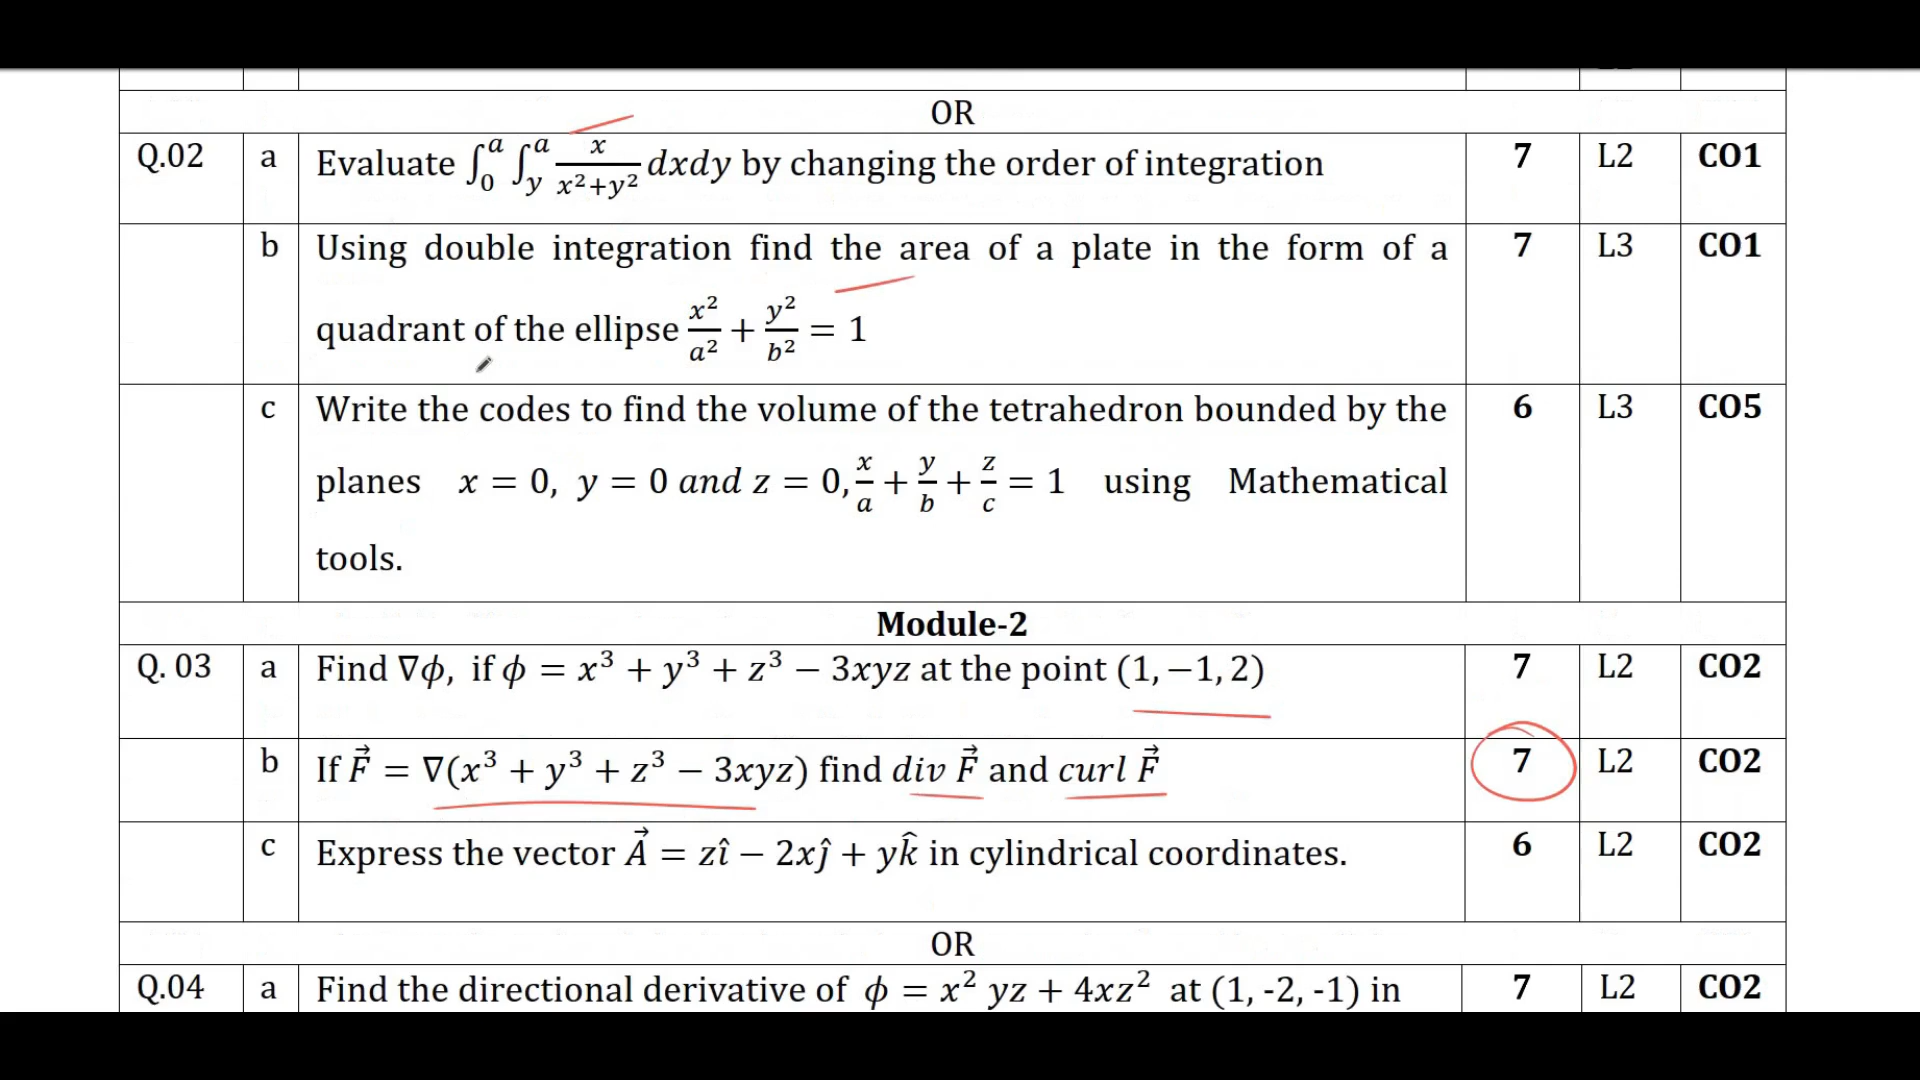 OR
Q.02 a Evaluate ∫₀ᵃ ∫ᵧᵃ x/(x²+y²) dxdy by changing the order of integration 7 L2 CO1
b Using double integration find the area of a plate in the form of a 7 L3 CO1
quadrant of the ellipse x²/a² + y²/b² = 1
c Write the codes to find the volume of the tetrahedron bounded by the 6 L3 CO5
planes x = 0, y = 0 and z = 0, x/a + y/b + z/c = 1 using Mathematical
tools.
Module-2
Q. 03 a Find ∇ϕ, if ϕ = x³ + y³ + z³ − 3xyz at the point (1, −1, 2) 7 L2 CO2
b If F⃗ = ∇(x³ + y³ + z³ − 3xyz) find div F⃗ and curl F⃗ 7 L2 CO2
c Express the vector A⃗ = zî − 2xĵ + yk̂ in cylindrical coordinates. 6 L2 CO2
OR
Q.04 a Find the directional derivative of ϕ = x² yz + 4xz² at (1, -2, -1) in 7 L2 CO2